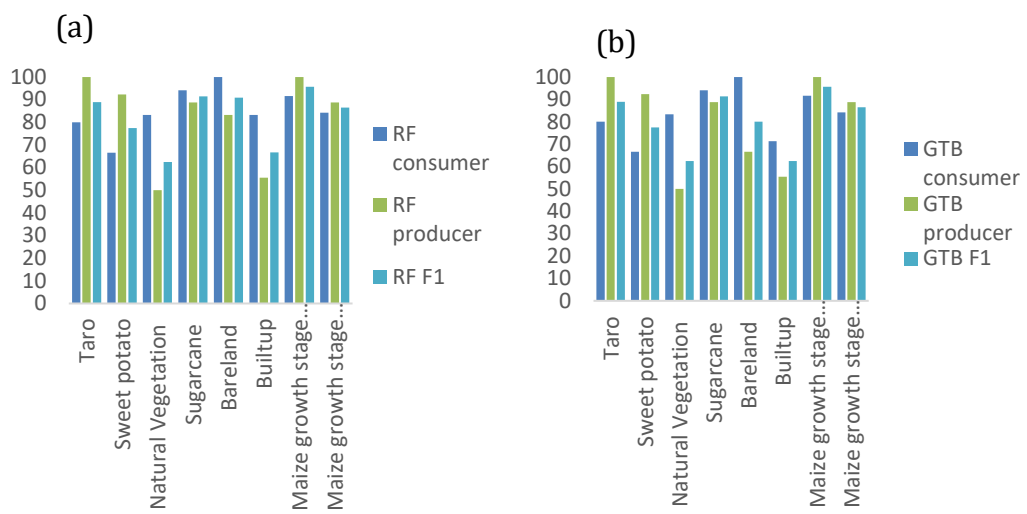 (a)
100
90
80
70
60
50
40
30
20
10
0
Taro
Sweet potato
Natural Vegetation
Sugarcane
Bareland
Builtup
Maize growth stage…
Maize growth stage…
RF
consumer
RF
producer
RF F1
(b)
100
90
80
70
60
50
40
30
20
10
0
Taro
Sweet potato
Natural Vegetation
Sugarcane
Bareland
Builtup
Maize growth stage…
Maize growth stage…
GTB
consumer
GTB
producer
GTB F1